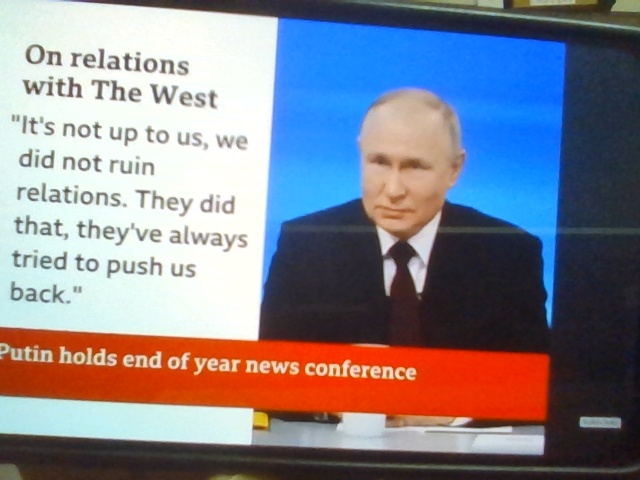 On relations
with The West
"It's not up to us, we
did not ruin
relations. They did
that, they've always
tried to push us
back."
Putin holds end of year news conference